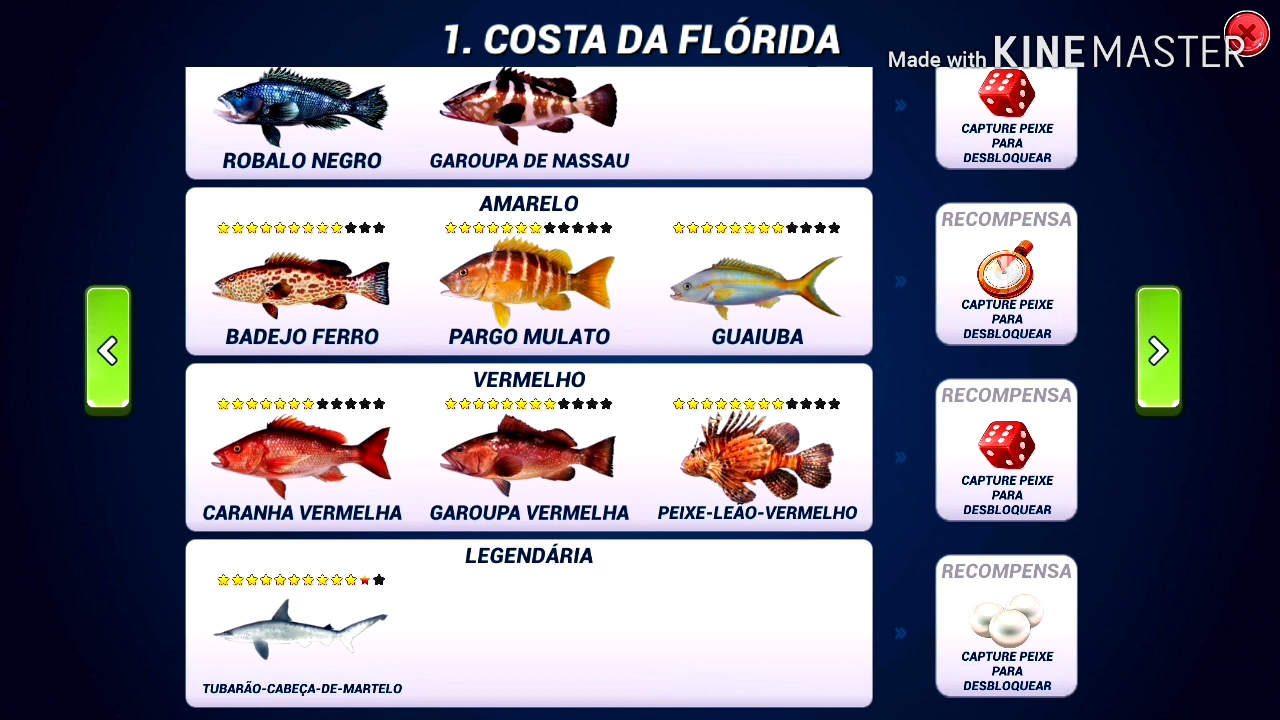 1. COSTA DA FLÓRIDA
Made with KINEMASTER
ROBALO NEGRO
GAROUPA DE NASSAU
CAPTURE PEIXE
PARA
DESBLOQUEAR
AMARELO
BADEJO FERRO
PARGO MULATO
GUAIUBA
RECOMPENSA
CAPTURE PEIXE
PARA
DESBLOQUEAR
VERMELHO
CARANHA VERMELHA
GAROUPA VERMELHA
PEIXE-LEÃO-VERMELHO
RECOMPENSA
CAPTURE PEIXE
PARA
DESBLOQUEAR
LEGENDÁRIA
TUBARÃO-CABEÇA-DE-MARTELO
RECOMPENSA
CAPTURE PEIXE
PARA
DESBLOQUEAR